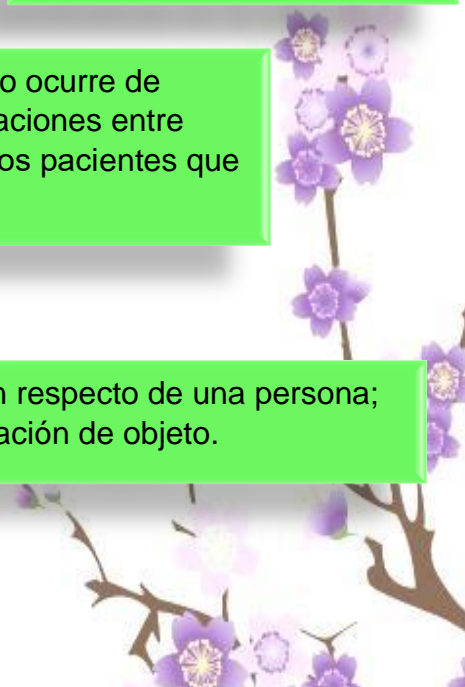 o ocurre de
aciones entre
os pacientes que
n respecto de una persona;
ación de objeto.